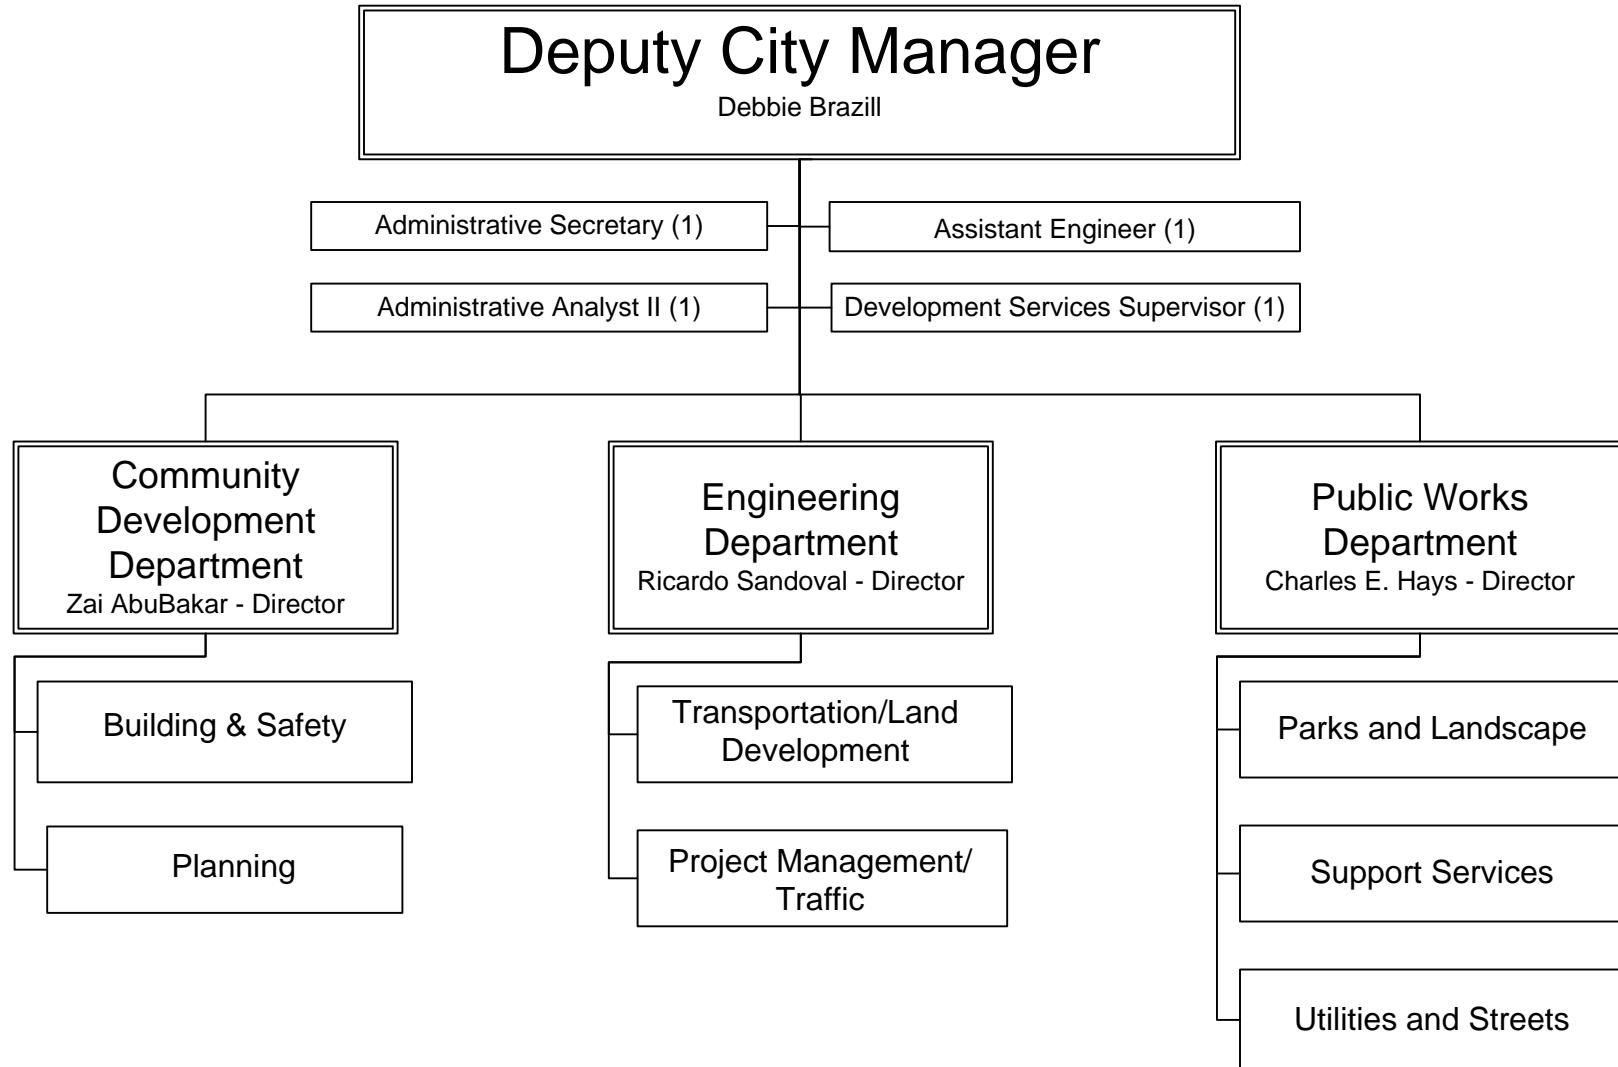 Deputy City Manager
Debbie Brazill
Administrative Secretary (1)
Assistant Engineer (1)
Administrative Analyst II (1)
Development Services Supervisor (1)
Community
Development
Department
Zai AbuBakar - Director
Engineering
Department
Ricardo Sandoval - Director
Public Works
Department
Charles E. Hays - Director
Building & Safety
Planning
Transportation/Land
Development
Project Management/
Traffic
Parks and Landscape
Support Services
Utilities and Streets